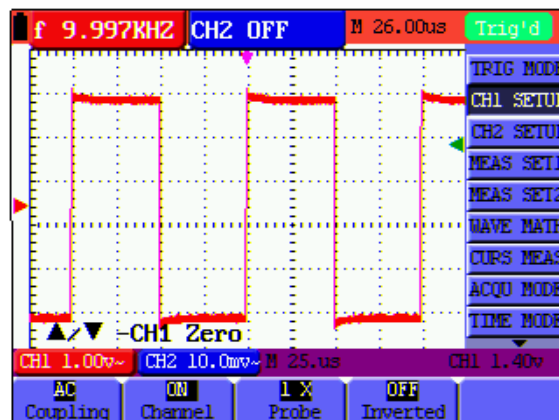 f 9.997KHZ CH2 OFF M 26.00us Trig'd
TRIG MODE
CH1 SETUP
CH2 SETUP
MEAS SET1
MEAS SET2
WAVE MATH
CURS MEAS
ACQU MODE
TIME MODE
▲/▼ -CH1 Zero
CH1 1.00v~ CH2 10.0mv~ M 25.us CH1 1.40v
AC ON 1 X OFF
Coupling Channel Probe Inverted